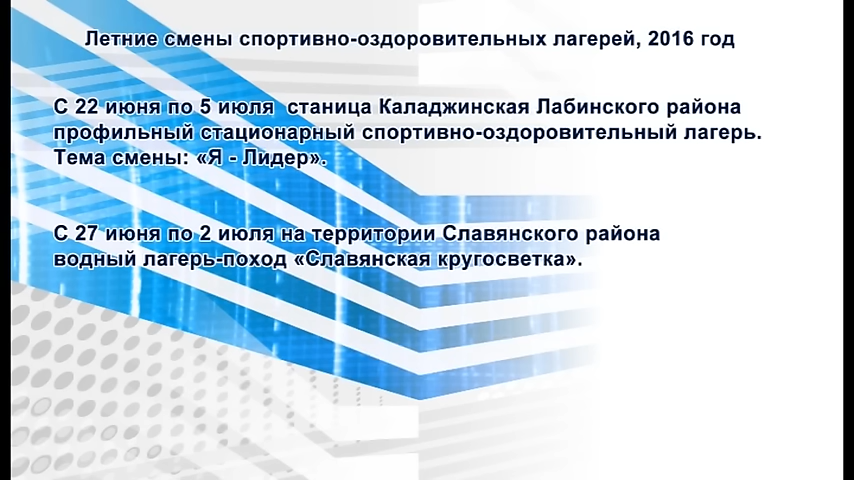 Летние смены спортивно-оздоровительных лагерей, 2016 год
С 22 июня по 5 июля станица Каладжинская Лабинского района
профильный стационарный спортивно-оздоровительный лагерь.
Тема смены: «Я - Лидер».
С 27 июня по 2 июля на территории Славянского района
водный лагерь-поход «Славянская кругосветка».